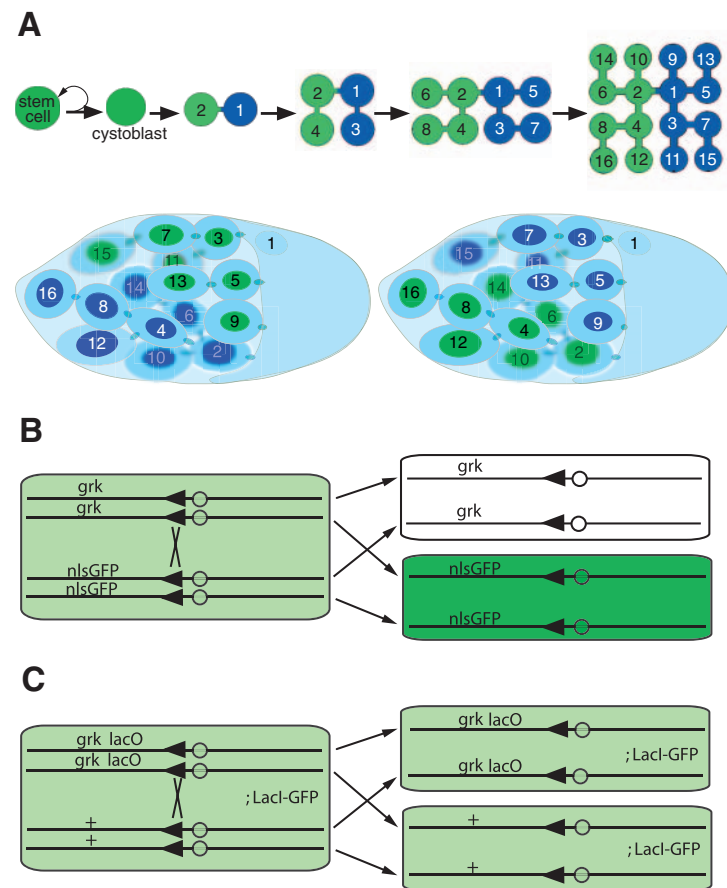 A
14 10 9 13
stem cell
cystoblast
2 1
2 1
4 3
6 2 1 5
8 4 3 7
6 2 1 5
8 4 3 7
16 12 11 15
15 7 3 1
11
16 8 14 13 5
6
4 9
12 10 2
15 7 3 1
11
16 8 14 13 5
6
4 9
12 10 2
B
grk
grk
nlsGFP
nlsGFP
grk
grk
nlsGFP
nlsGFP
C
grk lacO
grk lacO
; LacI-GFP
+
+
grk lacO
grk lacO
; LacI-GFP
+
; LacI-GFP
+